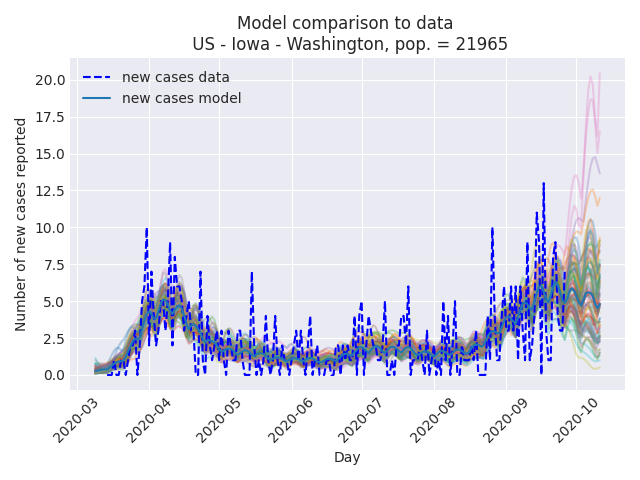 Model comparison to data
US - Iowa - Washington, pop. = 21965
new cases data
new cases model
Number of new cases reported
20.0
17.5
15.0
12.5
10.0
7.5
5.0
2.5
0.0
2020-03
2020-04
2020-05
2020-06
2020-07
2020-08
2020-09
2020-10
Day